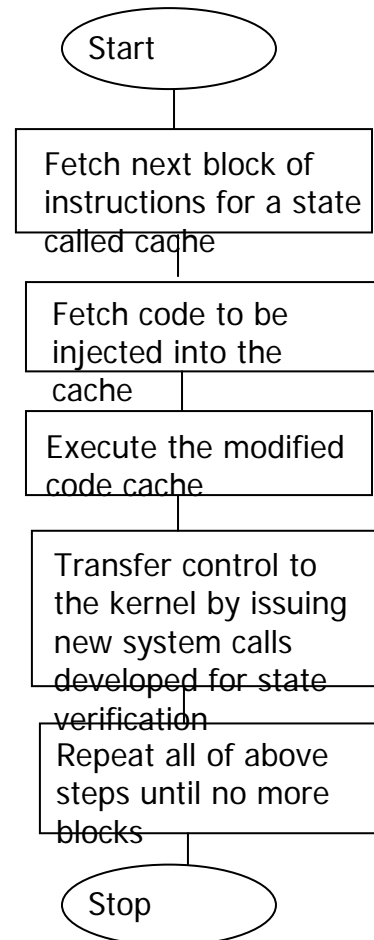 Start
Fetch next block of
instructions for a state
called cache
Fetch code to be
injected into the
cache
Execute the modified
code cache
Transfer control to
the kernel by issuing
new system calls
developed for state
verification
Repeat all of above
steps until no more
blocks
Stop